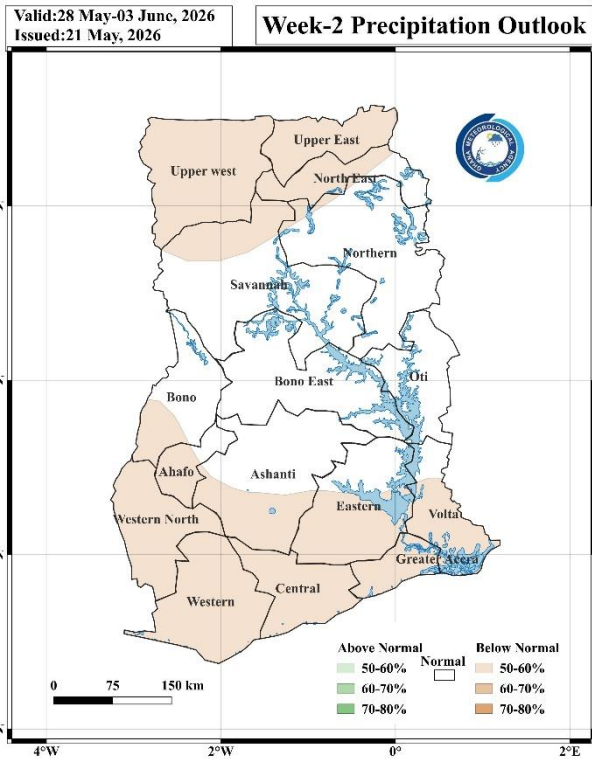 Valid:28 May-03 June, 2026
Issued:21 May, 2026
Week-2 Precipitation Outlook
GHANA METEOROLOGICAL AGENCY
Upper East
Upper west
North East
Northern
Savannah
Bono East
Oti
Bono
Ahafo
Ashanti
Eastern
Western North
Volta
Greater Accra
Central
Western
Above Normal
Normal
Below Normal
50-60%
50-60%
60-70%
60-70%
70-80%
70-80%
0 75 150 km
4°W
2°W
0°
2°E